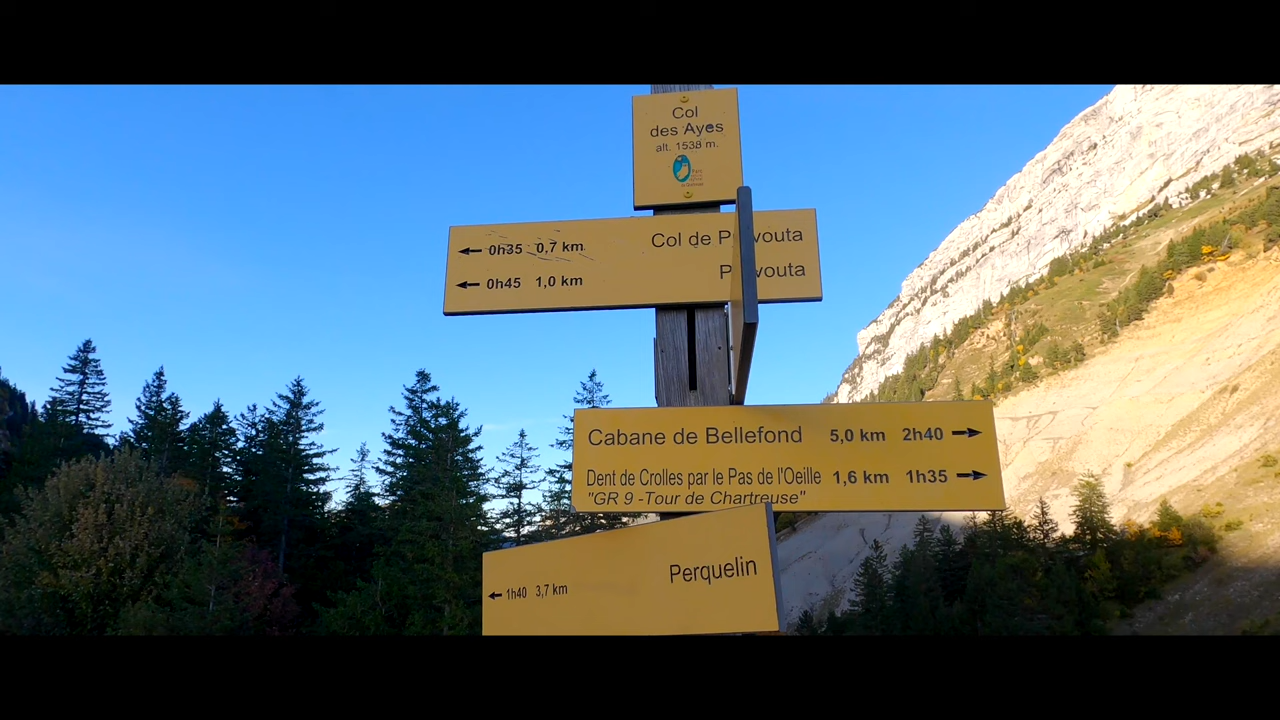 Col
des Ayes
alt. 1538 m.
0h35 0,7 km Col de P vouta
0h45 1,0 km P vouta
Cabane de Bellefond 5,0 km 2h40
Dent de Crolles par le Pas de l'Oeille 1,6 km 1h35
"GR 9 -Tour de Chartreuse"
1h40 3,7 km Perquelin